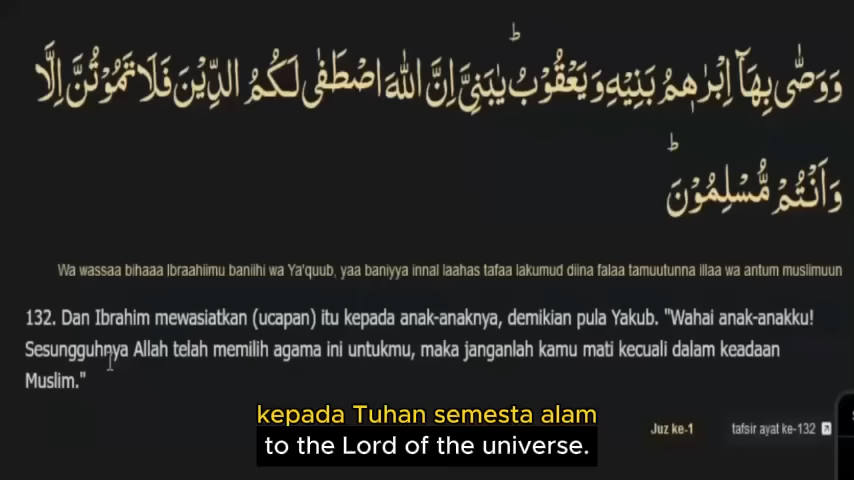 وَوَصّٰى بِهَآ اِبْرٰهٖمُ بَنِيْهِ وَيَعْقُوْبُۗ يٰبَنِيَّ اِنَّ اللّٰهَ اصْطَفٰى لَكُمُ الدِّيْنَ فَلَا تَمُوْتُنَّ اِلَّا
وَاَنْتُمْ مُّسْلِمُوْنَۗ
Wa wassaa bihaaa Ibraahiimu baniihi wa Ya'quub, yaa baniyya innal laahas tafaa lakumud diina falaa tamuutunna illaa wa antum muslimuun
132. Dan Ibrahim mewasiatkan (ucapan) itu kepada anak-anaknya, demikian pula Yakub. "Wahai anak-anakku!
Sesungguhnya Allah telah memilih agama ini untukmu, maka janganlah kamu mati kecuali dalam keadaan
Muslim."
kepada Tuhan semesta alam
to the Lord of the universe.
Juz ke-1 tafsir ayat ke-132